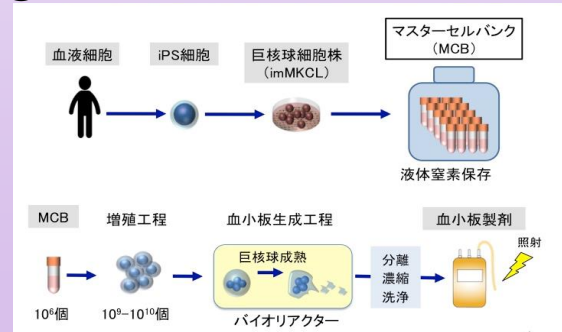 血液細胞
iPS細胞
巨核球細胞株
（imMKCL）
マスターセルバンク
（MCB）
液体窒素保存
MCB
増殖工程
血小板生成工程
血小板製剤
巨核球成熟
照射
分離
濃縮
洗浄
10⁶個
10⁹−10¹⁰個
バイオリアクター